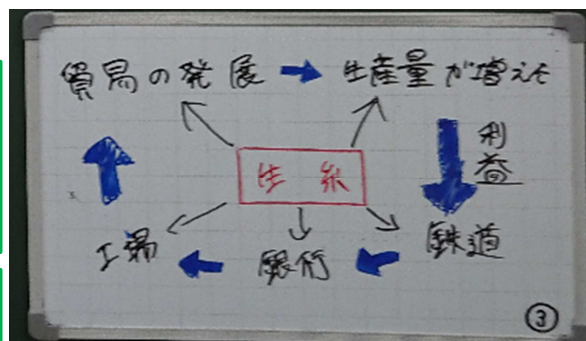 貿易の発展 → 生産量が増えた
利益
生糸
工場 ← 銀行 ← 鉄道
③